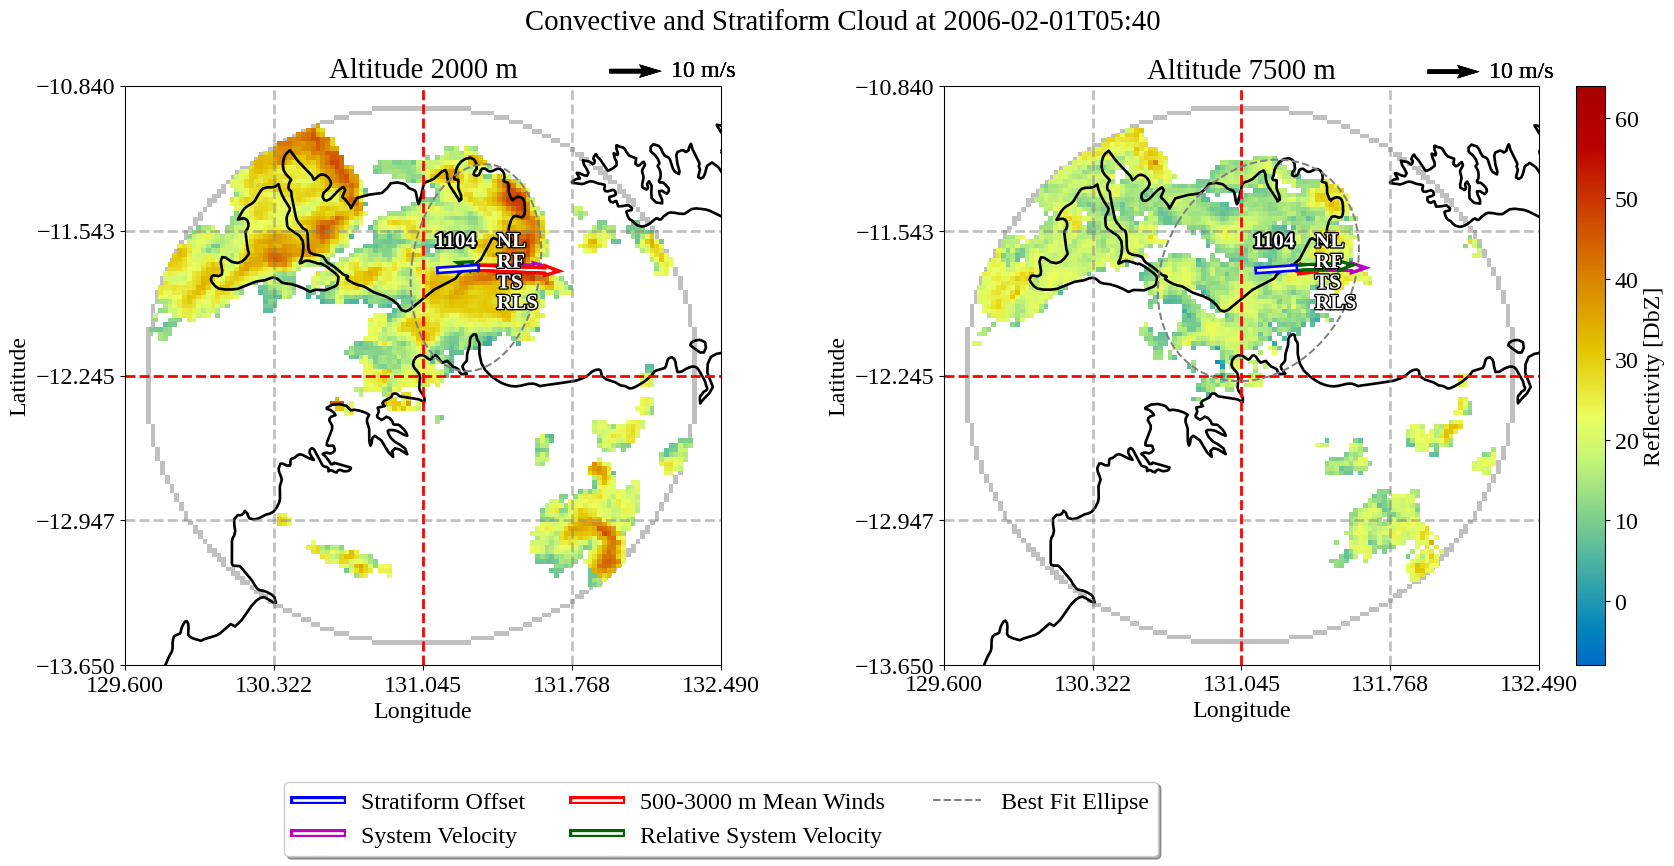 Convective and Stratiform Cloud at 2006-02-01T05:40
Altitude 2000 m
10 m/s
−10.840
−11.543
−12.245
−12.947
−13.650
Latitude
129.600
130.322
131.045
131.768
132.490
Longitude
1104
NL
RF
TS
RLS
Altitude 7500 m
10 m/s
−10.840
−11.543
−12.245
−12.947
−13.650
Latitude
129.600
130.322
131.045
131.768
132.490
Longitude
1104
NL
RF
TS
RLS
60
50
40
30
20
10
0
Reflectivity [DbZ]
Stratiform Offset
System Velocity
500-3000 m Mean Winds
Relative System Velocity
Best Fit Ellipse